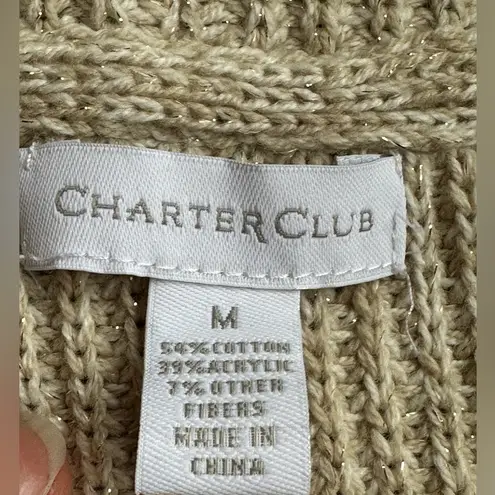 CHARTER CLUB
M
54% COTTON
39% ACRYLIC
7% OTHER
FIBERS
MADE IN
CHINA